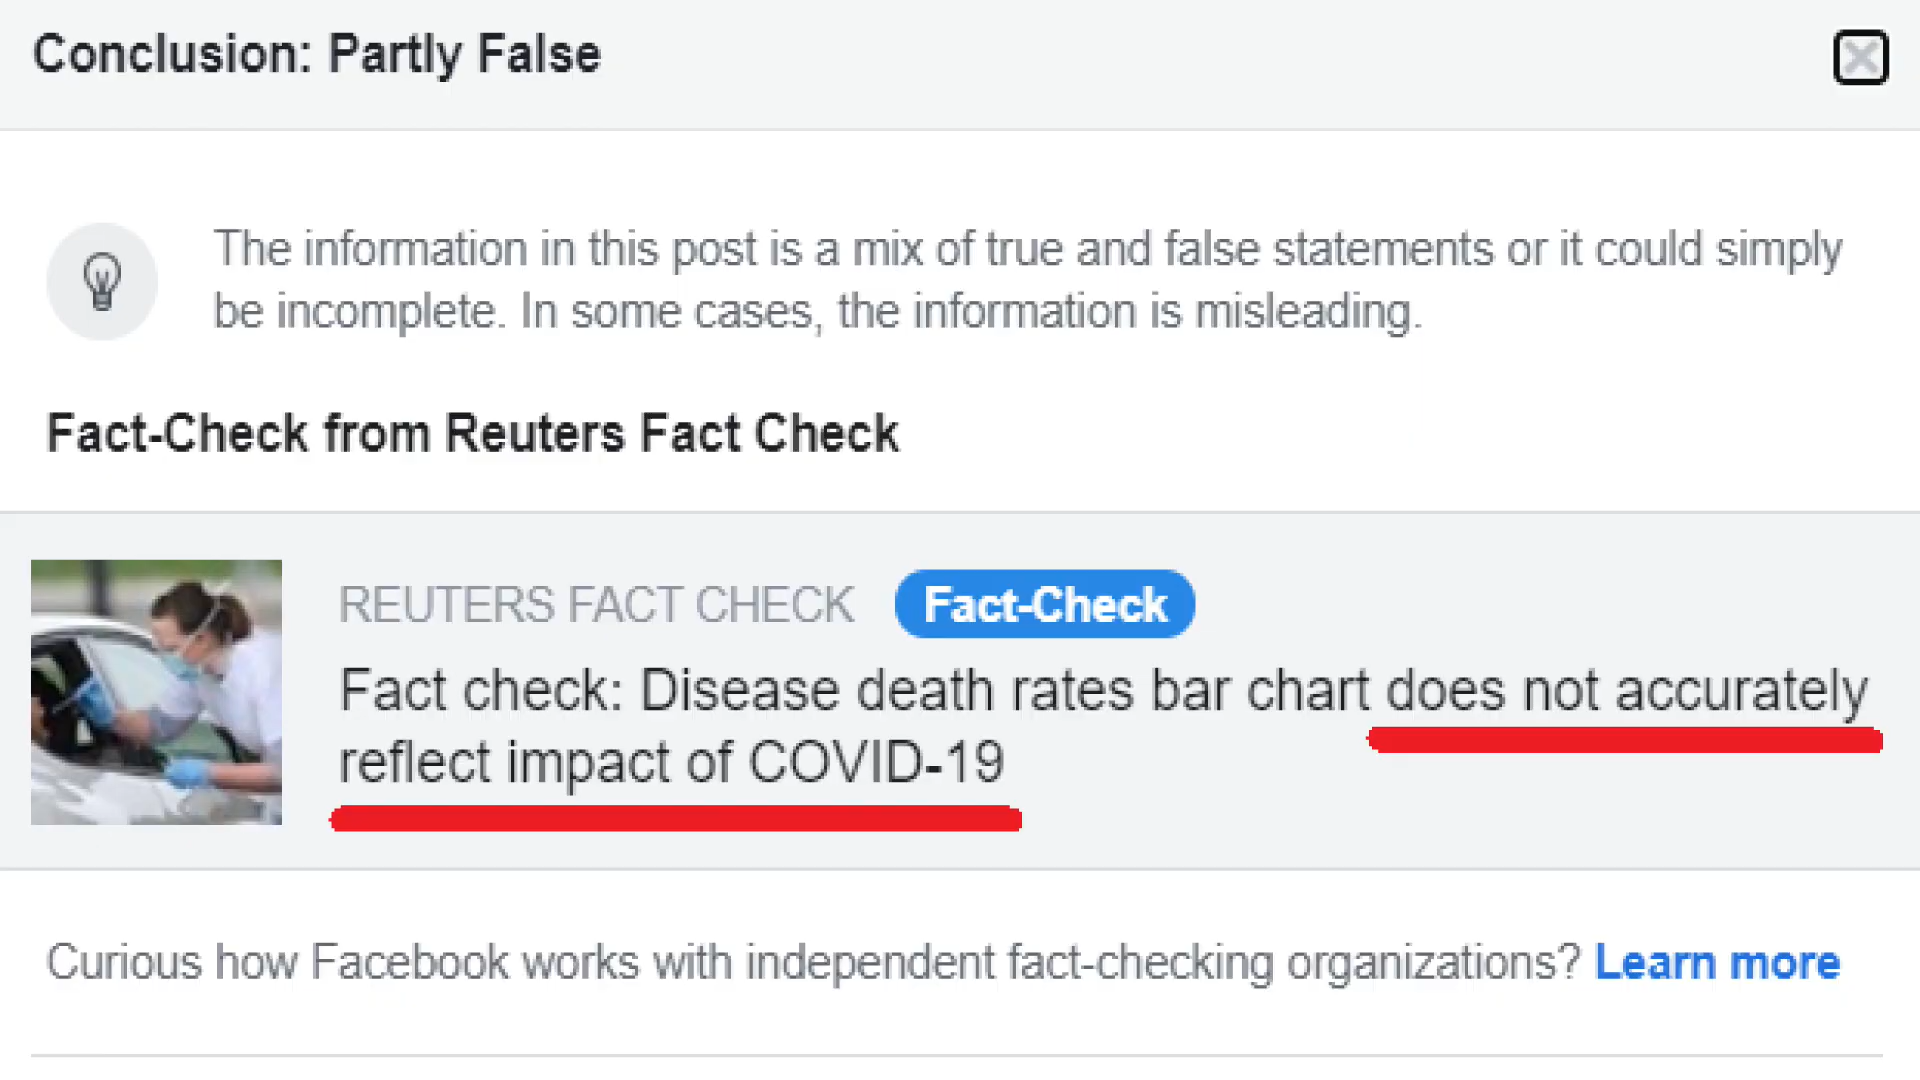 Conclusion: Partly False
The information in this post is a mix of true and false statements or it could simply
be incomplete. In some cases, the information is misleading.
Fact-Check from Reuters Fact Check
REUTERS FACT CHECK Fact-Check
Fact check: Disease death rates bar chart does not accurately
reflect impact of COVID-19
Curious how Facebook works with independent fact-checking organizations? Learn more